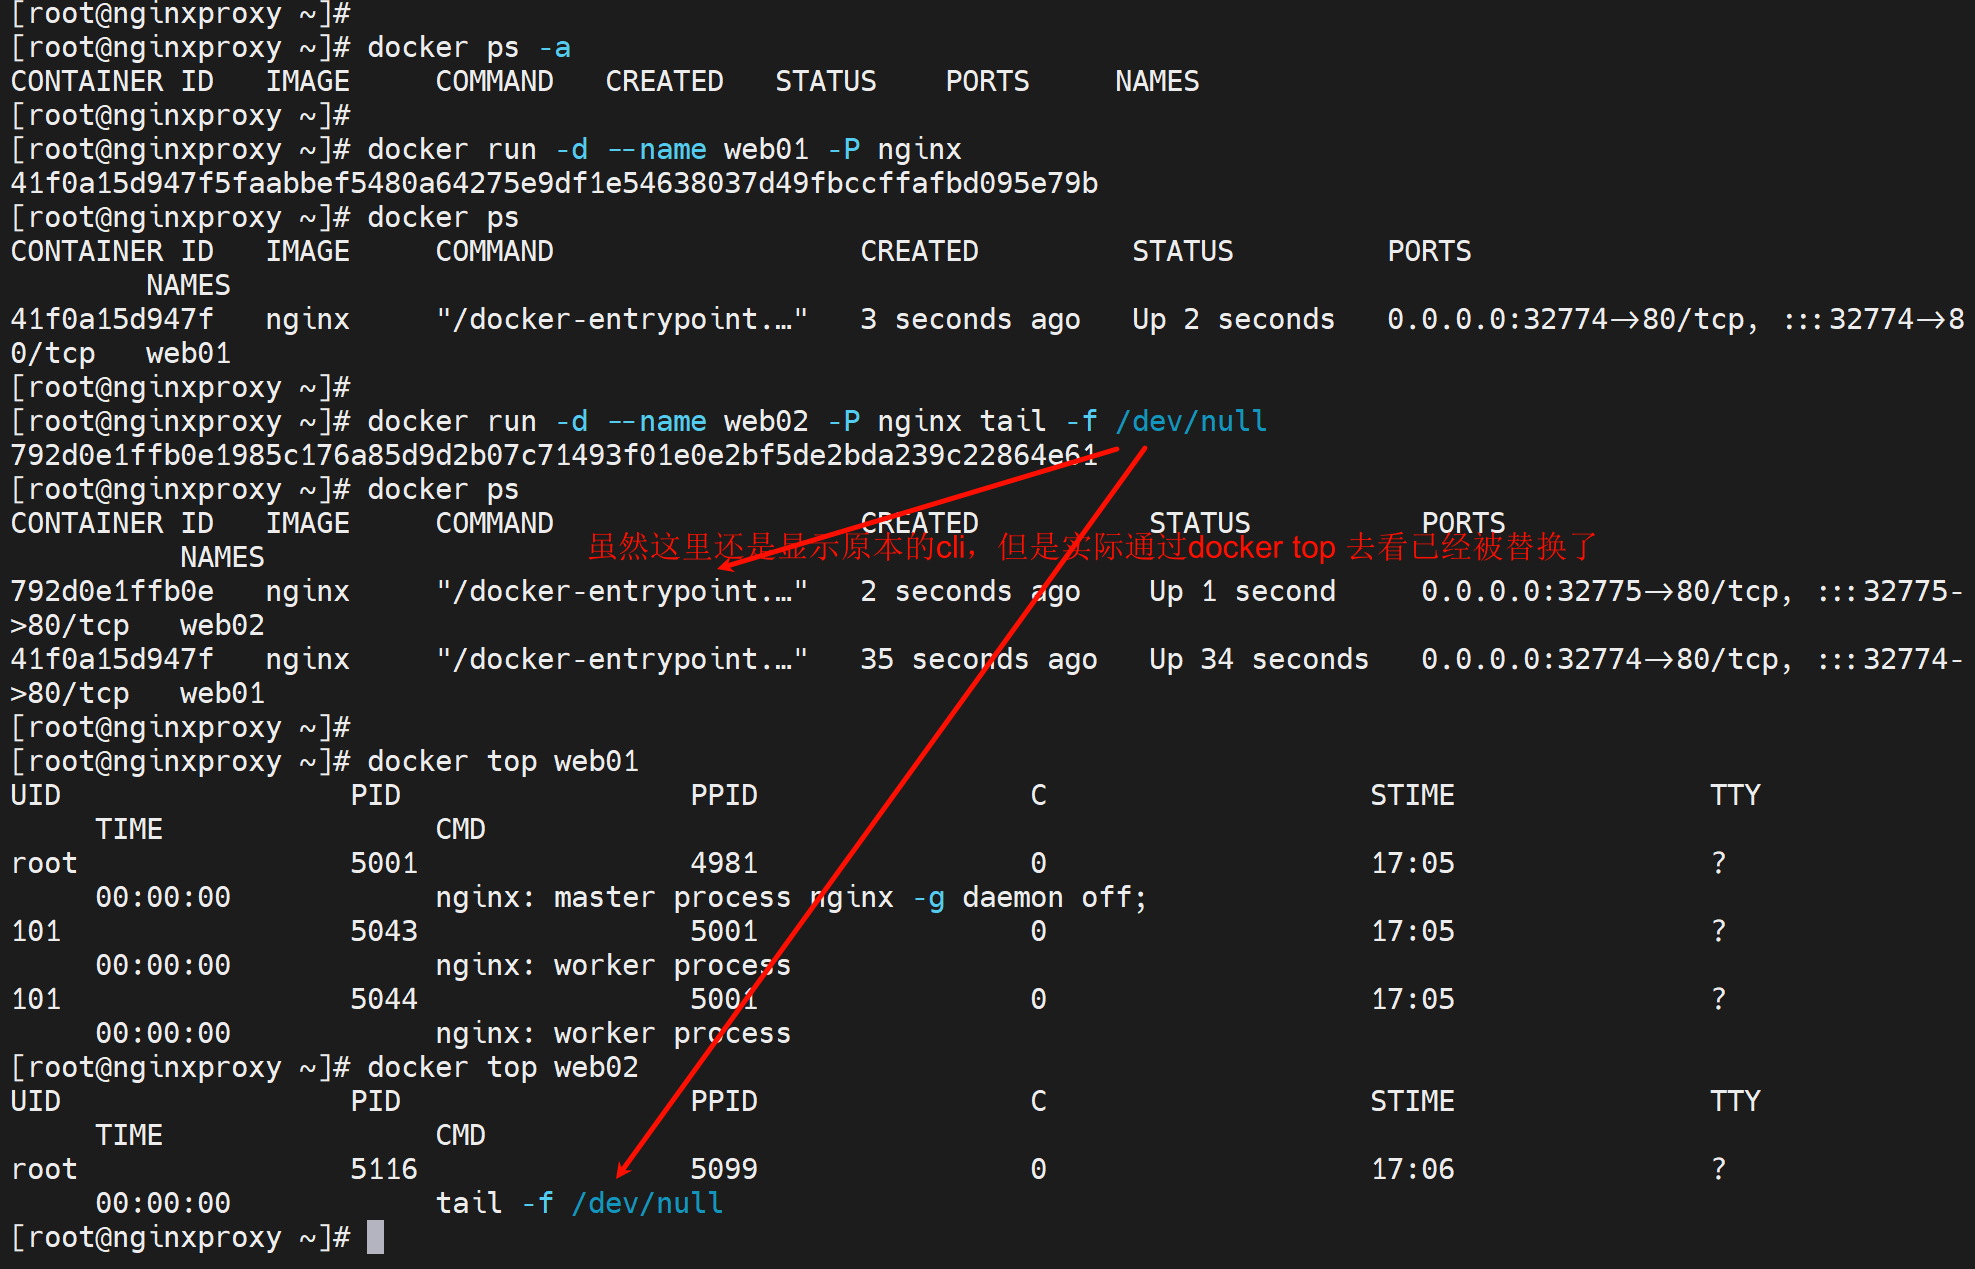 [root@nginxproxy ~]#
[root@nginxproxy ~]# docker ps -a
CONTAINER ID   IMAGE     COMMAND   CREATED   STATUS    PORTS     NAMES
[root@nginxproxy ~]#
[root@nginxproxy ~]# docker run -d --name web01 -P nginx
41f0a15d947f5faabbef5480a64275e9df1e54638037d49fbccffafbd095e79b
[root@nginxproxy ~]# docker ps
CONTAINER ID   IMAGE     COMMAND                  CREATED         STATUS         PORTS
        NAMES
41f0a15d947f   nginx     "/docker-entrypoint.…"   3 seconds ago   Up 2 seconds   0.0.0.0:32774->80/tcp, :::32774->8
0/tcp   web01
[root@nginxproxy ~]#
[root@nginxproxy ~]# docker run -d --name web02 -P nginx tail -f /dev/null
792d0e1ffb0e1985c176a85d9d2b07c71493f01e0e2bf5de2bda239c22864e61
[root@nginxproxy ~]# docker ps
CONTAINER ID   IMAGE     COMMAND                  CREATED          STATUS          PORTS
虽然这里还是显示原本的cli，但是实际通过docker top 去看已经被替换了
          NAMES
792d0e1ffb0e   nginx     "/docker-entrypoint.…"   2 seconds ago    Up 1 second     0.0.0.0:32775->80/tcp, :::32775-
>80/tcp   web02
41f0a15d947f   nginx     "/docker-entrypoint.…"   35 seconds ago   Up 34 seconds   0.0.0.0:32774->80/tcp, :::32774-
>80/tcp   web01
[root@nginxproxy ~]#
[root@nginxproxy ~]# docker top web01
UID                 PID                 PPID                C                   STIME               TTY
     TIME                CMD
root                5001                4981                0                   17:05               ?
     00:00:00            nginx: master process nginx -g daemon off;
101                 5043                5001                0                   17:05               ?
     00:00:00            nginx: worker process
101                 5044                5001                0                   17:05               ?
     00:00:00            nginx: worker process
[root@nginxproxy ~]# docker top web02
UID                 PID                 PPID                C                   STIME               TTY
     TIME                CMD
root                5116                5099                0                   17:06               ?
     00:00:00            tail -f /dev/null
[root@nginxproxy ~]#